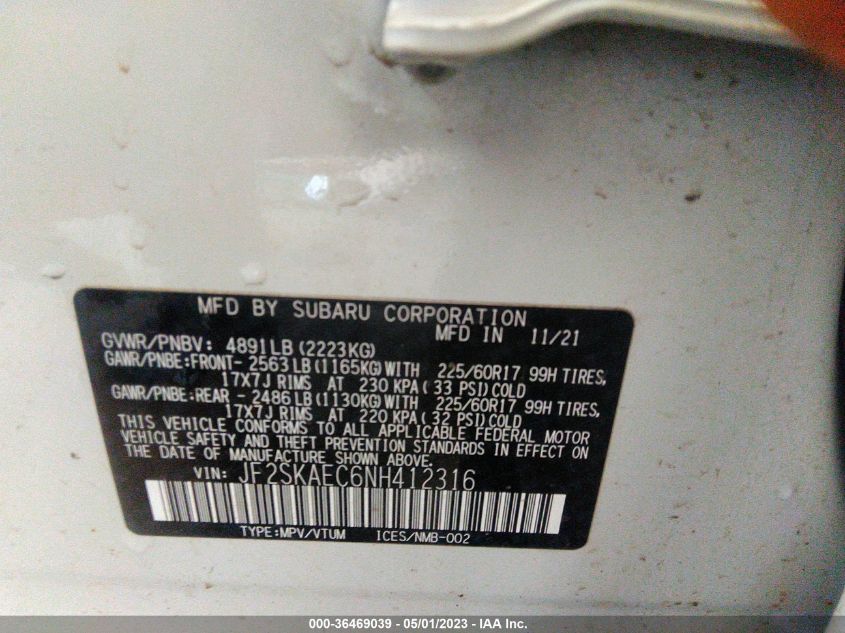 MFD BY SUBARU CORPORATION
MFD IN 11/21
GVWR/PNBV: 4891LB (2223KG)
GAWR/PNBE:FRONT- 2563LB (1165KG) WITH 225/60R17 99H TIRES,
17X7J RIMS AT 230 KPA( 33 PSI) COLD
GAWR/PNBE:REAR - 2486LB (1130KG) WITH 225/60R17 99H TIRES,
17X7J RIMS AT 220 KPA( 32 PSI) COLD
THIS VEHICLE CONFORMS TO ALL APPLICABLE FEDERAL MOTOR
VEHICLE SAFETY AND THEFT PREVENTION STANDARDS IN EFFECT ON
THE DATE OF MANUFACTURE SHOWN ABOVE.
VIN: JF2SKAEC6NH412316
TYPE:MPV/VTUM ICES/NMB-002
000-36469039 - 05/01/2023 - IAA Inc.